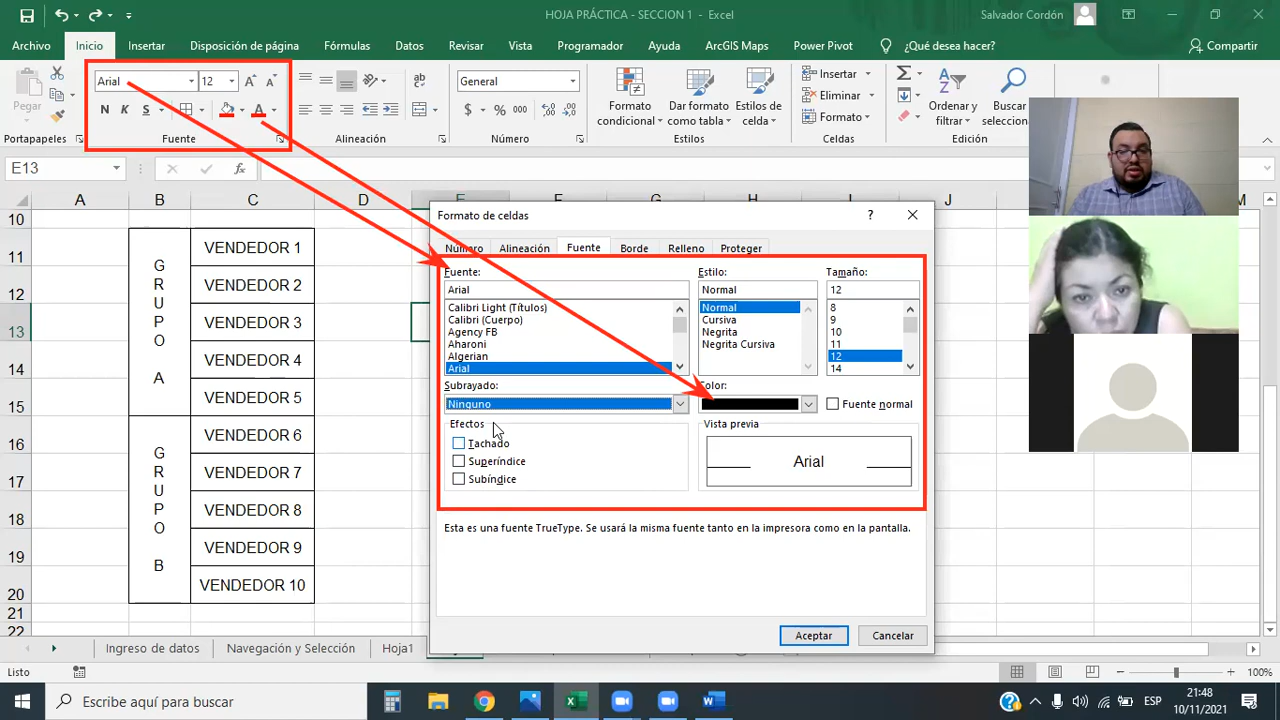 HOJA PRÁCTICA - SECCION 1 - Excel
Salvador Cordón
Archivo Inicio Insertar Disposición de página Fórmulas Datos Revisar Vista Programador Ayuda ArcGIS Maps Power Pivot ¿Qué desea hacer? Compartir
Arial 12
General
Pegar
N K S
$ % 000
Formato condicional
Dar formato como tabla
Estilos de celda
Insertar
Eliminar
Formato
Ordenar y filtrar
Buscar selecciona
Portapapeles Fuente Alineación Número Estilos Celdas Edición
E13
fx
A B C D E F G H I J K L M
10
11
12
13
14
15
16
17
18
19
20
21
22
GRUPO A
VENDEDOR 1
VENDEDOR 2
VENDEDOR 3
VENDEDOR 4
VENDEDOR 5
GRUPO B
VENDEDOR 6
VENDEDOR 7
VENDEDOR 8
VENDEDOR 9
VENDEDOR 10
Formato de celdas
?
Número Alineación Fuente Borde Relleno Proteger
Fuente:
Arial
Calibri Light (Títulos)
Calibri (Cuerpo)
Agency FB
Aharoni
Algerian
Arial
Estilo:
Normal
Normal
Cursiva
Negrita
Negrita Cursiva
Tamaño:
12
8
9
10
11
12
14
Subrayado:
Ninguno
Color:
Fuente normal
Efectos
Tachado
Superíndice
Subíndice
Vista previa
Arial
Esta es una fuente TrueType. Se usará la misma fuente tanto en la impresora como en la pantalla.
Aceptar Cancelar
Ingreso de datos Navegación y Selección Hoja1
Listo
100%
Escribe aquí para buscar
ESP
21:48
10/11/2021